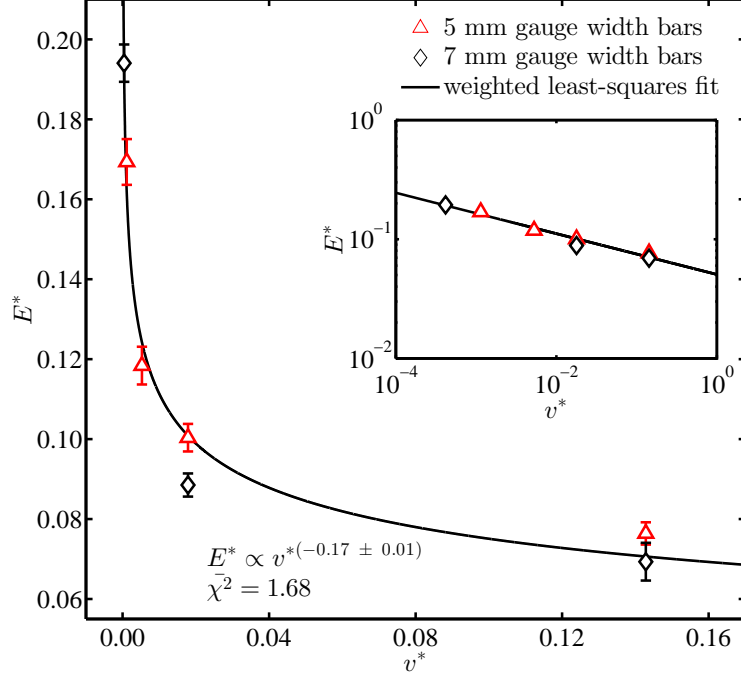 5 mm gauge width bars
7 mm gauge width bars
weighted least-squares fit
0.20
0.18
0.16
0.14
0.12
0.10
0.08
0.06
E*
0.00
0.04
0.08
0.12
0.16
v*
10^0
10^-1
10^-2
E*
10^-4
10^-2
10^0
v*
E* ∝ v*^(-0.17 ± 0.01)
χ̄² = 1.68